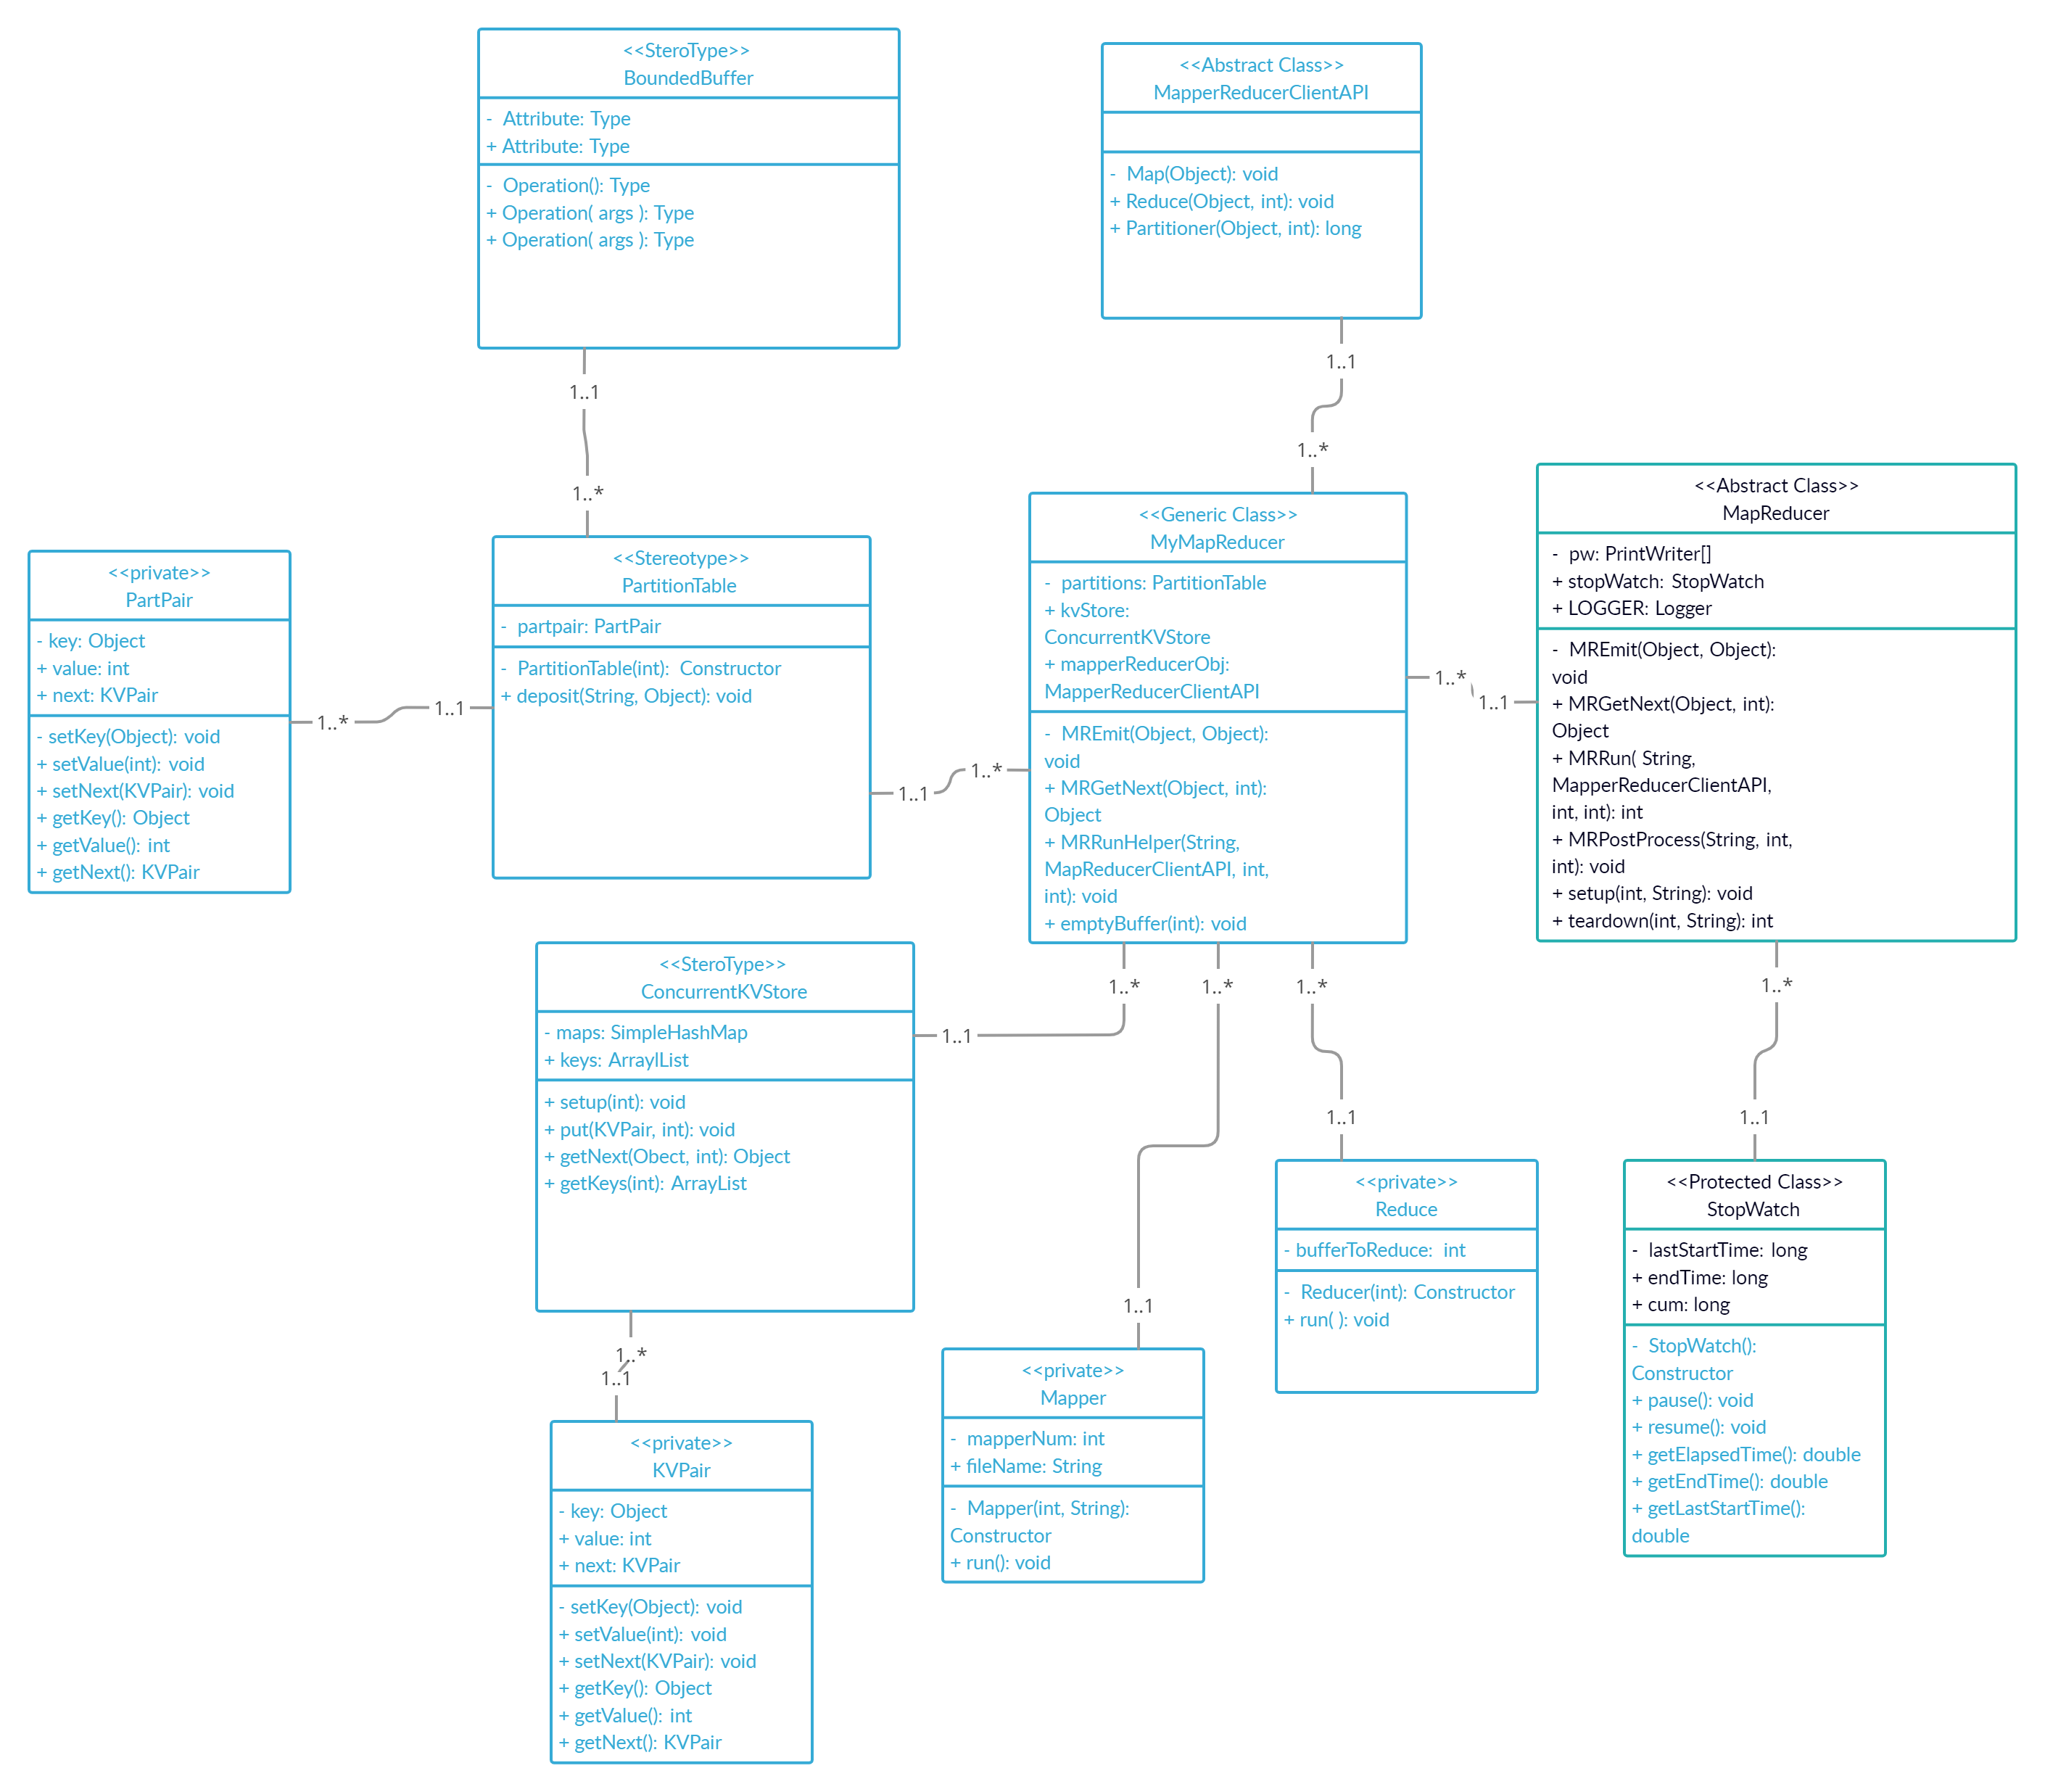 <<SteroType>>
BoundedBuffer
- Attribute: Type
+ Attribute: Type
- Operation(): Type
+ Operation( args ): Type
+ Operation( args ): Type
<<Abstract Class>>
MapperReducerClientAPI
- Map(Object): void
+ Reduce(Object, int): void
+ Partitioner(Object, int): long
1..1
1..*
1..1
1..*
<<private>>
PartPair
- key: Object
+ value: int
+ next: KVPair
- setKey(Object): void
+ setValue(int): void
+ setNext(KVPair): void
+ getKey(): Object
+ getValue(): int
+ getNext(): KVPair
1..*
1..1
<<Stereotype>>
PartitionTable
- partpair: PartPair
- PartitionTable(int): Constructor
+ deposit(String, Object): void
1..1
1..*
<<Generic Class>>
MyMapReducer
- partitions: PartitionTable
+ kvStore:
ConcurrentKVStore
+ mapperReducerObj:
MapperReducerClientAPI
- MREmit(Object, Object):
void
+ MRGetNext(Object, int):
Object
+ MRRunHelper(String,
MapReducerClientAPI, int,
int): void
+ emptyBuffer(int): void
1..*
1..1
<<Abstract Class>>
MapReducer
- pw: PrintWriter[]
+ stopWatch: StopWatch
+ LOGGER: Logger
- MREmit(Object, Object):
void
+ MRGetNext(Object, int):
Object
+ MRRun( String,
MapperReducerClientAPI,
int, int): int
+ MRPostProcess(String, int,
int): void
+ setup(int, String): void
+ teardown(int, String): int
1..*
1..*
1..*
1..*
<<SteroType>>
ConcurrentKVStore
- maps: SimpleHashMap
+ keys: ArraylList
+ setup(int): void
+ put(KVPair, int): void
+ getNext(Obect, int): Object
+ getKeys(int): ArrayList
1..1
1..1
1..1
<<private>>
Reduce
- bufferToReduce: int
- Reducer(int): Constructor
+ run( ): void
<<Protected Class>>
StopWatch
- lastStartTime: long
+ endTime: long
+ cum: long
- StopWatch():
Constructor
+ pause(): void
+ resume(): void
+ getElapsedTime(): double
+ getEndTime(): double
+ getLastStartTime():
double
1..1
<<private>>
Mapper
- mapperNum: int
+ fileName: String
- Mapper(int, String):
Constructor
+ run(): void
1..*
1..1
<<private>>
KVPair
- key: Object
+ value: int
+ next: KVPair
- setKey(Object): void
+ setValue(int): void
+ setNext(KVPair): void
+ getKey(): Object
+ getValue(): int
+ getNext(): KVPair